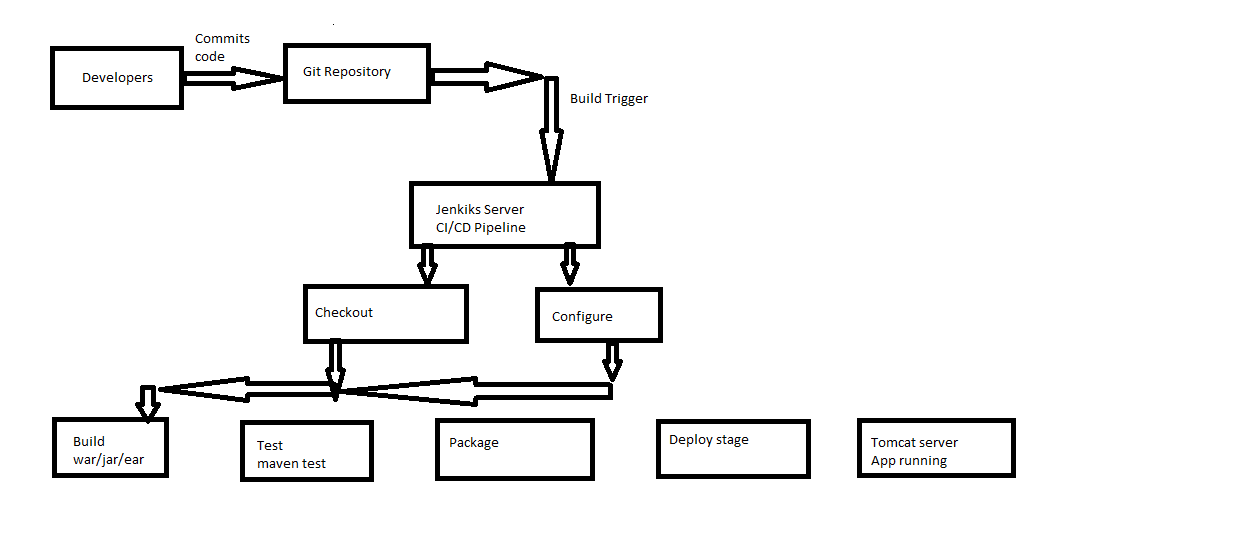 Commits
code
Developers
Git Repository
Build Trigger
Jenkiks Server
CI/CD Pipeline
Checkout
Configure
Build
war/jar/ear
Test
maven test
Package
Deploy stage
Tomcat server
App running